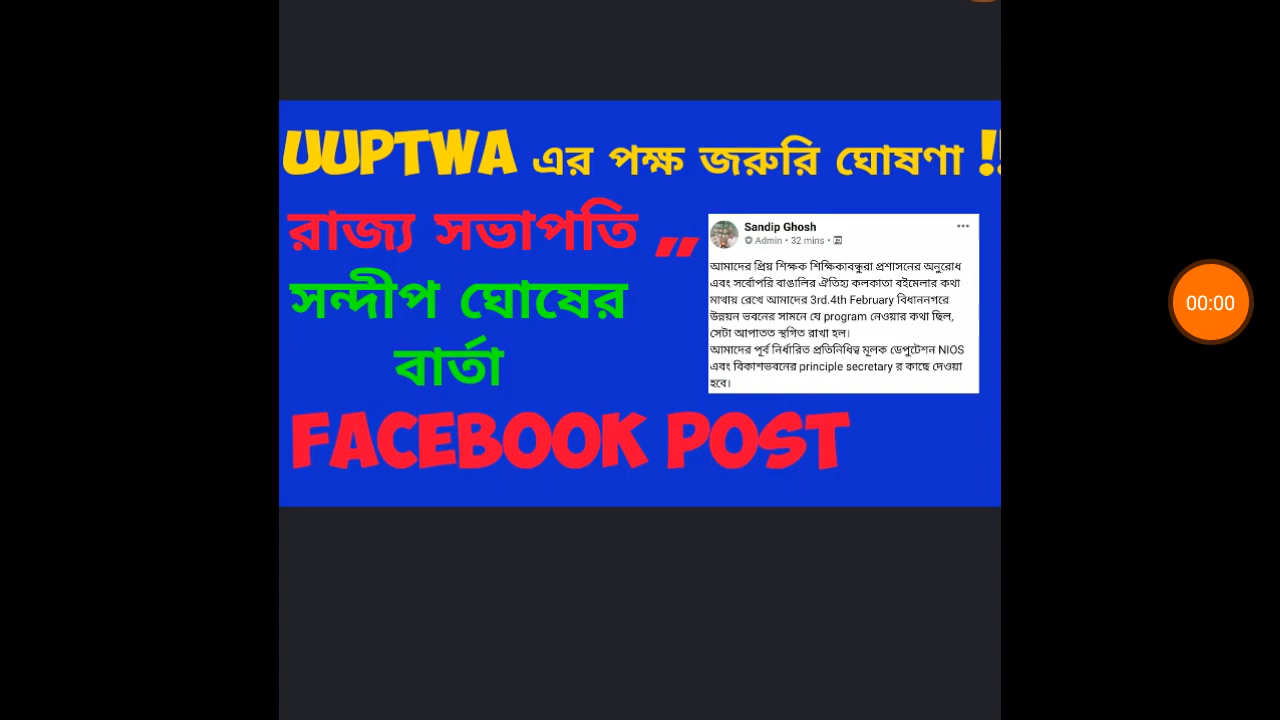 UUPTWA এর পক্ষ জরুরি ঘোষণা !!
রাজ্য সভাপতি ,,
সন্দীপ ঘোষের
বার্তা
FACEBOOK POST
Sandip Ghosh
Admin • 32 mins •
আমাদের প্রিয় শিক্ষক শিক্ষিকাবন্ধুরা প্রশাসনের অনুরোধ
এবং সর্বোপরি বাঙালির ঐতিহ্য কলকাতা বইমেলার কথা
মাথায় রেখে আমাদের 3rd.4th February বিধাননগরে
উন্নয়ন ভবনের সামনে যে program নেওয়ার কথা ছিল,
সেটা আপাতত স্থগিত রাখা হল।
আমাদের পূর্ব নির্ধারিত প্রতিনিধিত্ব মূলক ডেপুটেশন NIOS
এবং বিকাশভবনের principle secretary র কাছে দেওয়া
হবে।
00:00